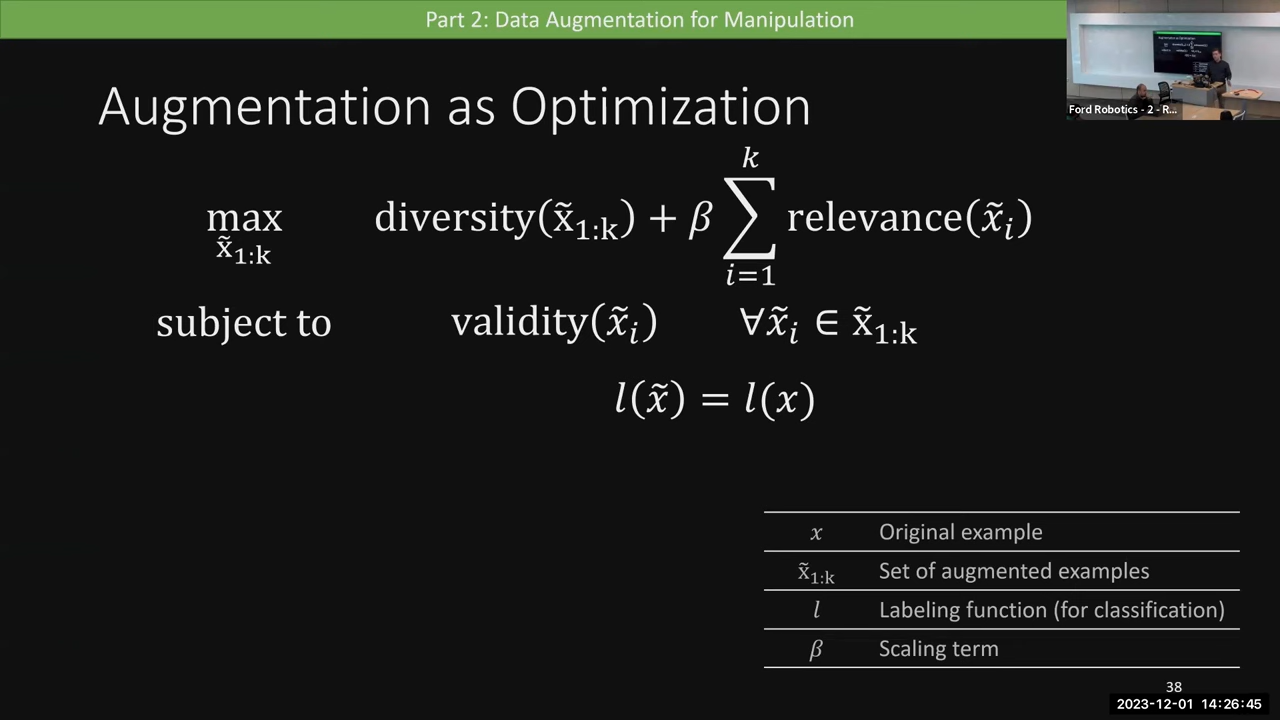 Part 2: Data Augmentation for Manipulation
Ford Robotics - 2 - R...
Augmentation as Optimization
max x̃1:k diversity(x̃1:k) + β ∑ i=1 k relevance(x̃i)
subject to validity(x̃i) ∀x̃i ∈ x̃1:k
l(x̃) = l(x)
x Original example
x̃1:k Set of augmented examples
l Labeling function (for classification)
β Scaling term
38
2023-12-01 14:26:45